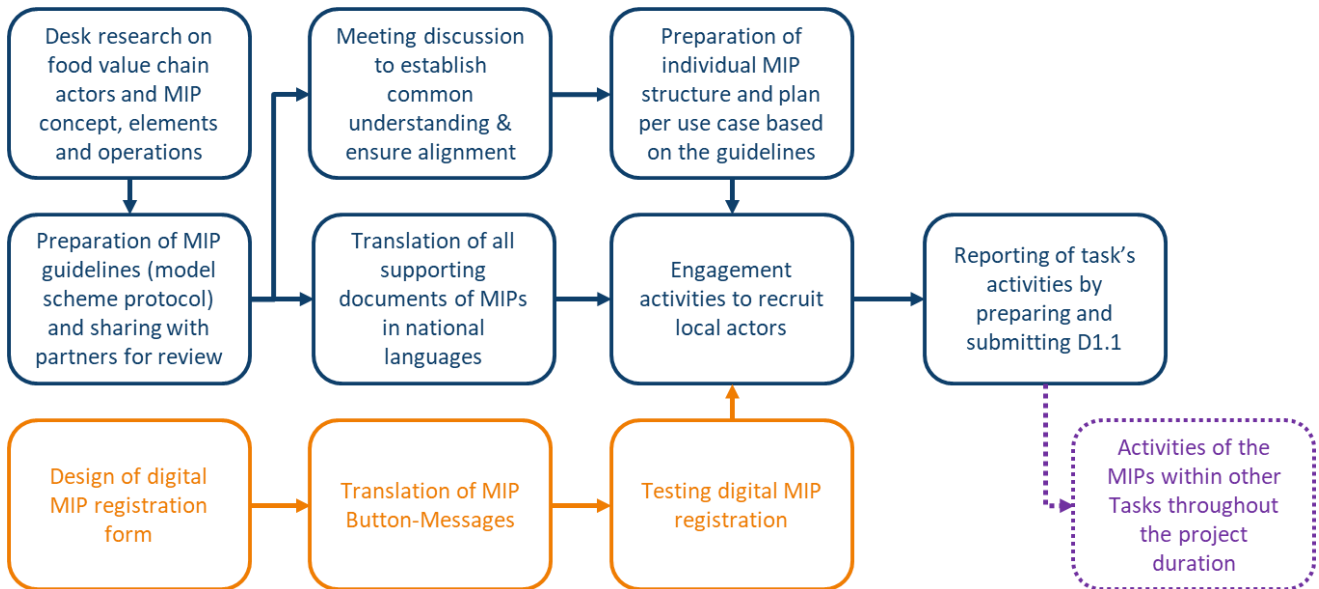 Desk research on
food value chain
actors and MIP
concept, elements
and operations
Meeting discussion
to establish
common
understanding &
ensure alignment
Preparation of
individual MIP
structure and plan
per use case based
on the guidelines
Preparation of MIP
guidelines (model
scheme protocol)
and sharing with
partners for review
Translation of all
supporting
documents of MIPs
in national
languages
Engagement
activities to recruit
local actors
Reporting of task’s
activities by
preparing and
submitting D1.1
Design of digital
MIP registration
form
Translation of MIP
Button-Messages
Testing digital MIP
registration
Activities of the
MIPs within other
Tasks throughout
the project
duration